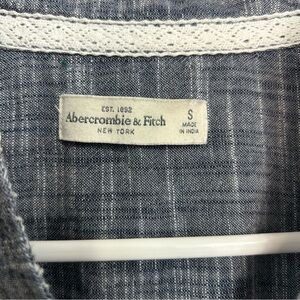 EST. 1892
Abercrombie & Fitch
NEW YORK
S
MADE
IN INDIA